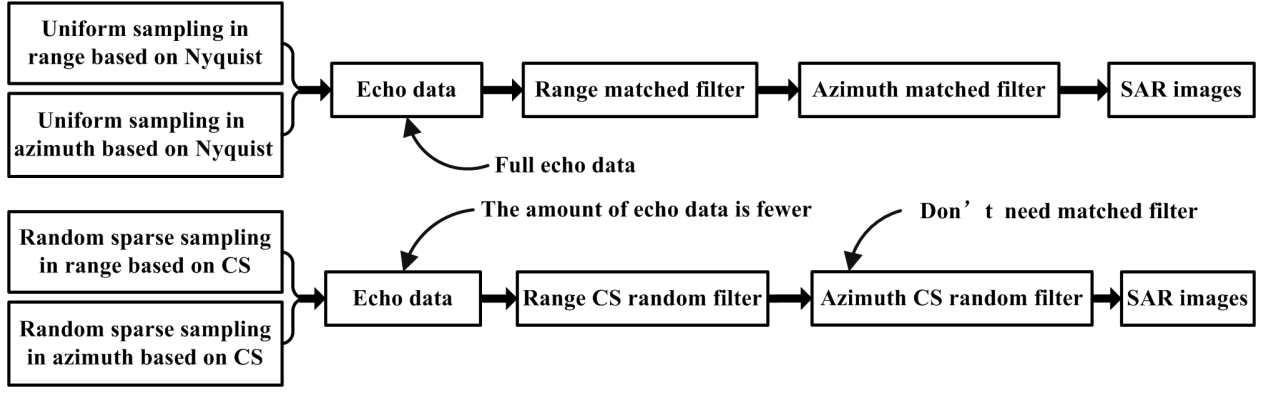 Uniform sampling in
range based on Nyquist
Uniform sampling in
azimuth based on Nyquist
Echo data
Range matched filter
Azimuth matched filter
SAR images
Full echo data
The amount of echo data is fewer
Don’t need matched filter
Random sparse sampling
in range based on CS
Random sparse sampling
in azimuth based on CS
Echo data
Range CS random filter
Azimuth CS random filter
SAR images